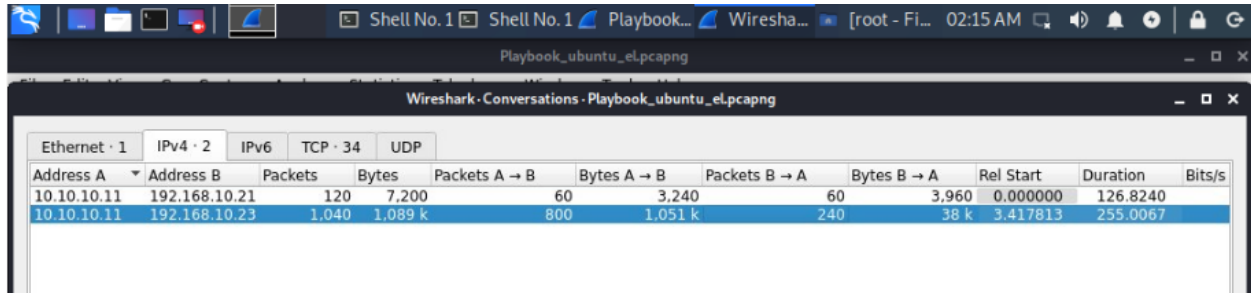 Shell No. 1 Shell No. 1 Playbook... Wiresha... [root - Fi... 02:15 AM
Playbook_ubuntu_el.pcapng
Wireshark · Conversations · Playbook_ubuntu_el.pcapng
Ethernet · 1 IPv4 · 2 IPv6 TCP · 34 UDP
Address A Address B Packets Bytes Packets A → B Bytes A → B Packets B → A Bytes B → A Rel Start Duration Bits/s
10.10.10.11 192.168.10.21 120 7,200 60 3,240 60 3,960 0.000000 126.8240
10.10.10.11 192.168.10.23 1,040 1,089 k 800 1,051 k 240 38 k 3.417813 255.0067